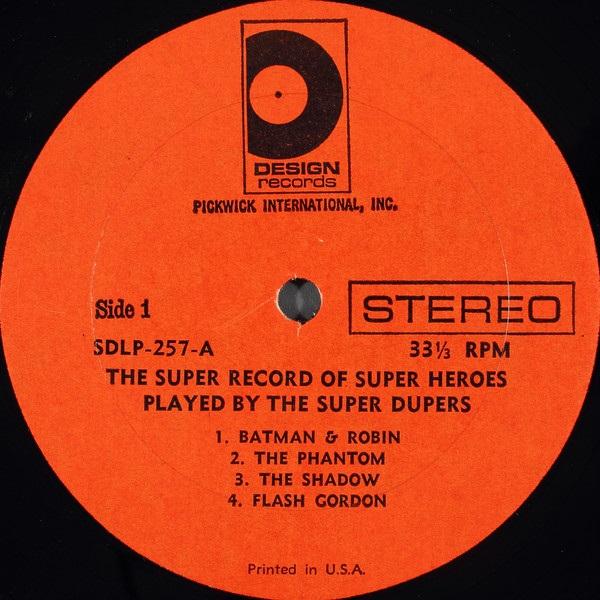 DESIGN
records
PICKWICK INTERNATIONAL, INC.
Side 1
STEREO
SDLP-257-A
33⅓ RPM
THE SUPER RECORD OF SUPER HEROES
PLAYED BY THE SUPER DUPERS
1. BATMAN & ROBIN
2. THE PHANTOM
3. THE SHADOW
4. FLASH GORDON
Printed in U.S.A.